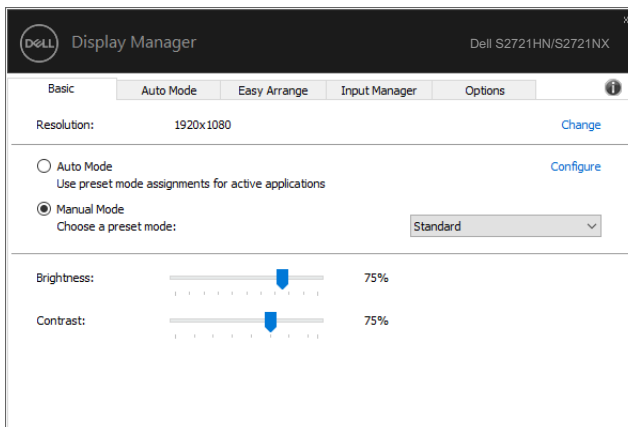 DELL Display Manager Dell S2721HN/S2721NX
x
Basic Auto Mode Easy Arrange Input Manager Options i
Resolution: 1920x1080 Change
Auto Mode Configure
Use preset mode assignments for active applications
Manual Mode
Choose a preset mode: Standard
Brightness: 75%
Contrast: 75%